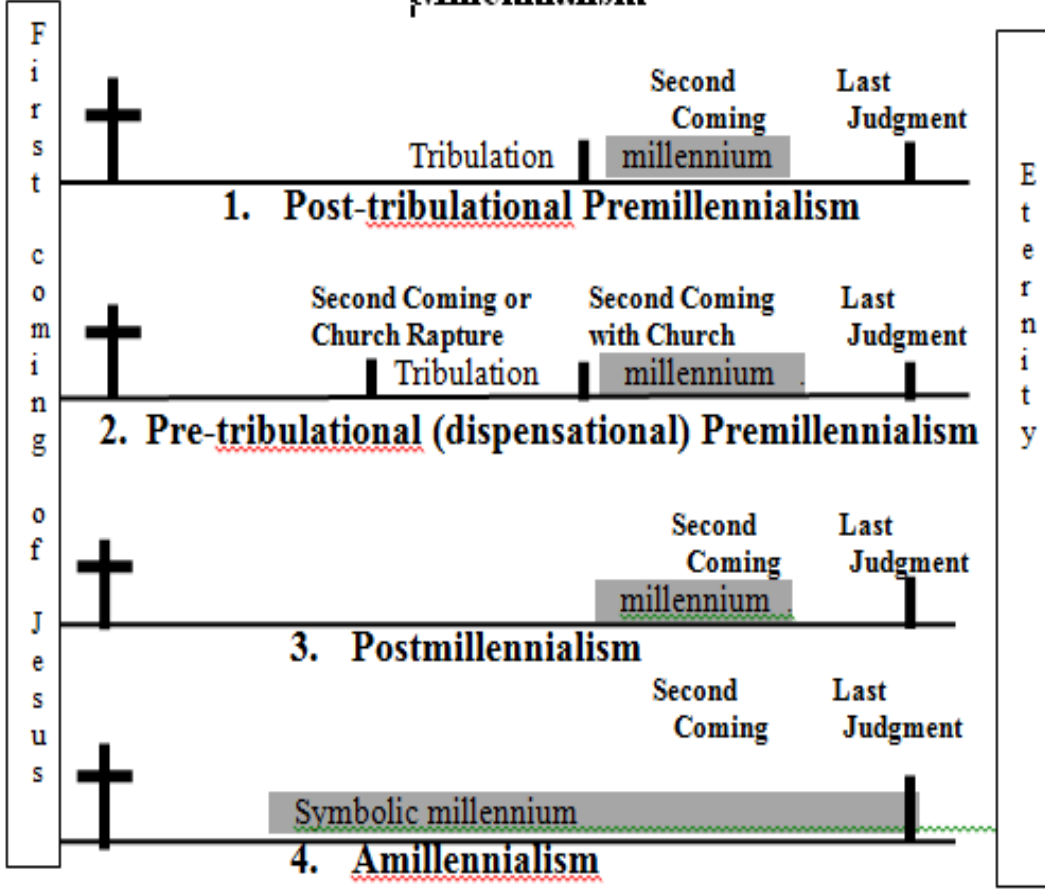 Millennialism
First coming of Jesus
Second Last
Coming Judgment
Tribulation millennium
1. Post-tribulational Premillennialism
Second Coming or Second Coming Last
Church Rapture with Church Judgment
Tribulation millennium .
2. Pre-tribulational (dispensational) Premillennialism
Second Last
Coming Judgment
millennium .
3. Postmillennialism
Second Last
Coming Judgment
Symbolic millennium
4. Amillennialism
Eternity